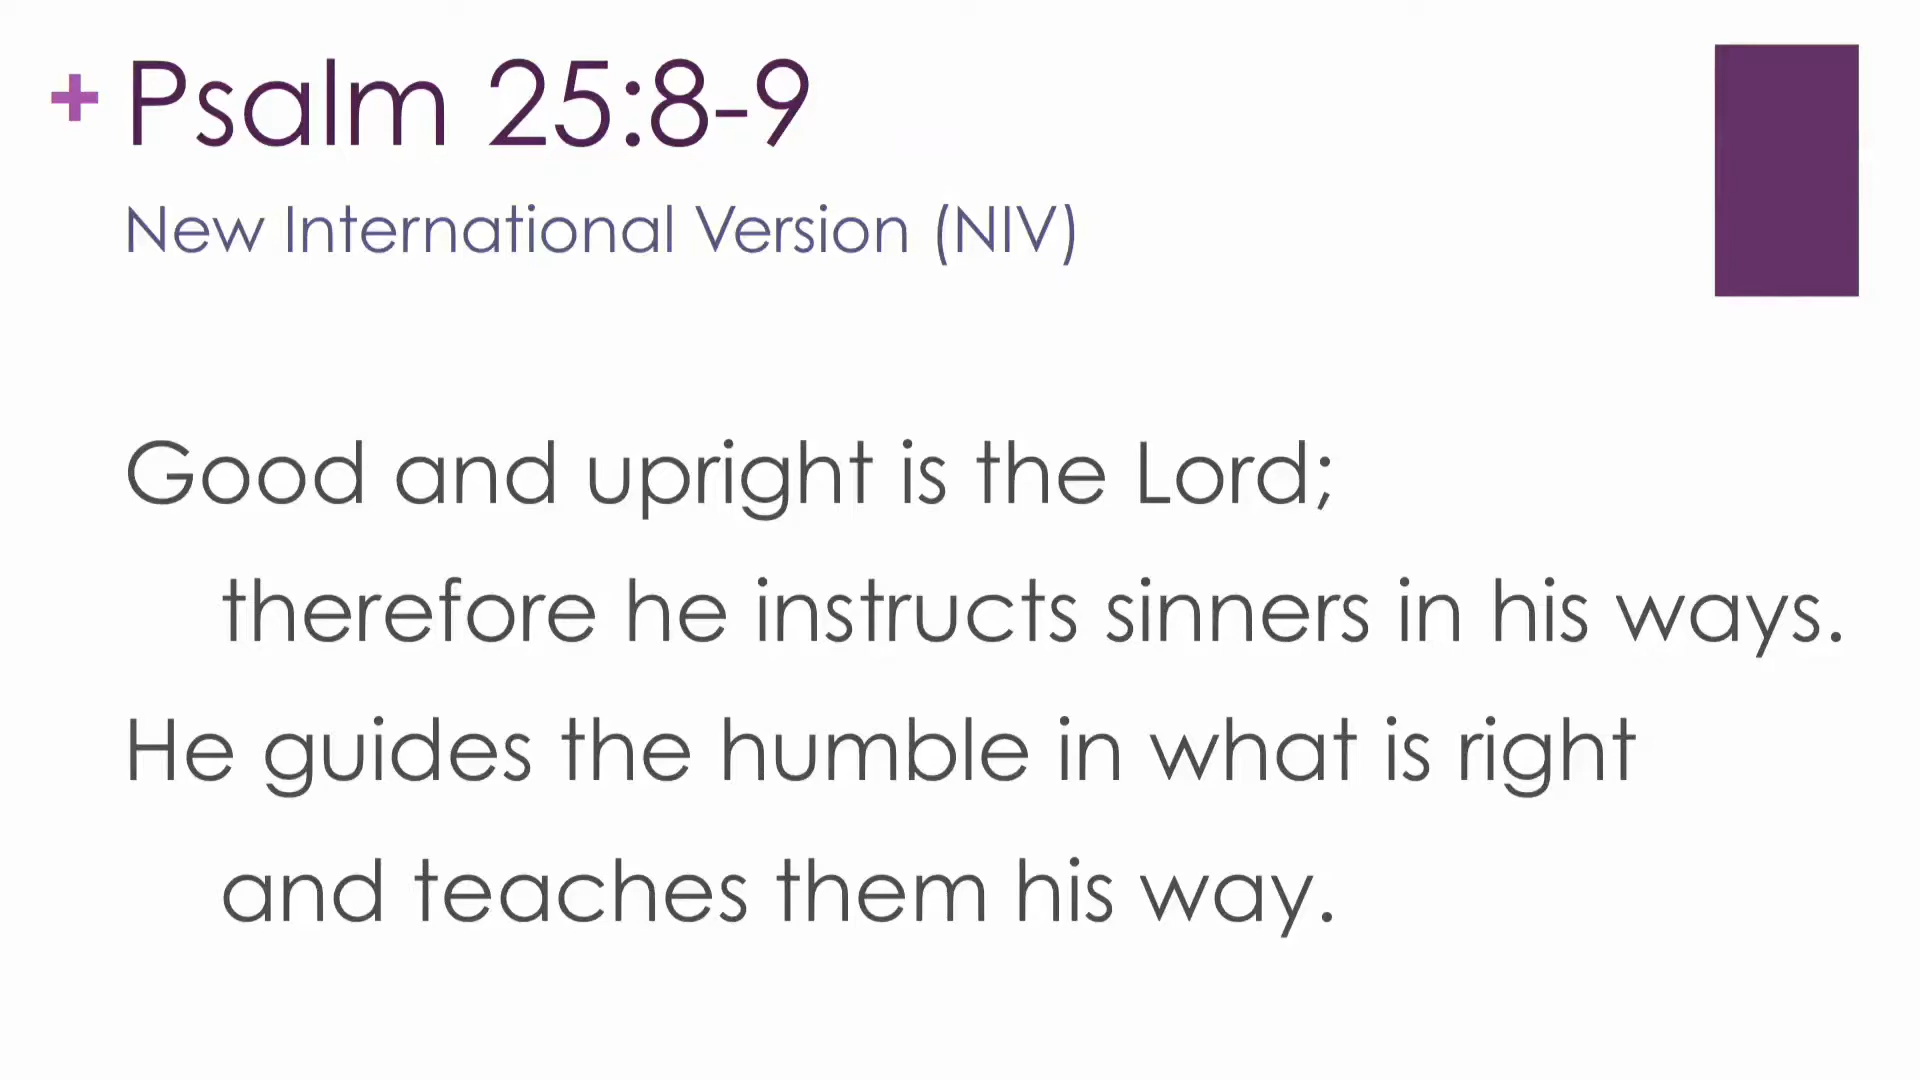 + Psalm 25:8-9
New International Version (NIV)
Good and upright is the Lord;
therefore he instructs sinners in his ways.
He guides the humble in what is right
and teaches them his way.